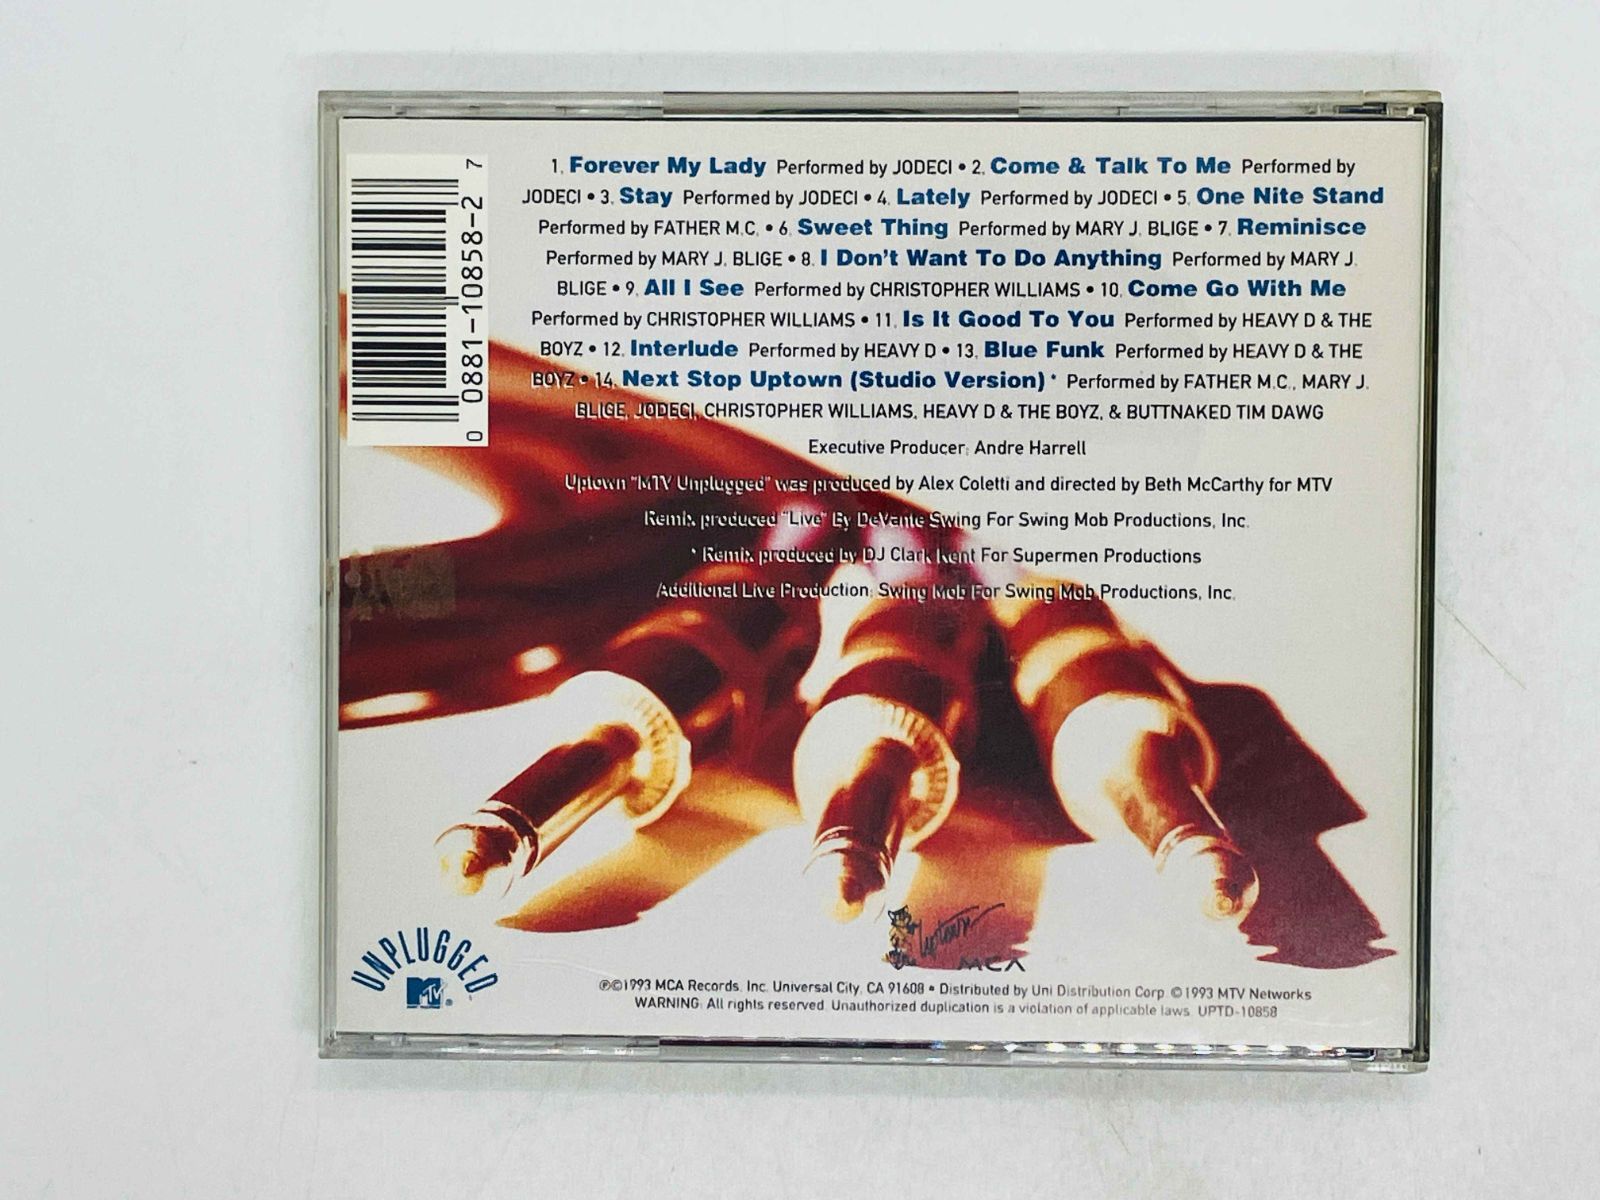 1. Forever My Lady Performed by JODECI • 2. Come & Talk To Me Performed by
JODECI • 3. Stay Performed by JODECI • 4. Lately Performed by JODECI • 5. One Nite Stand
Performed by FATHER M.C. • 6. Sweet Thing Performed by MARY J. BLIGE • 7. Reminisce
Performed by MARY J. BLIGE • 8. I Don't Want To Do Anything Performed by MARY J.
BLIGE • 9. All I See Performed by CHRISTOPHER WILLIAMS • 10. Come Go With Me
Performed by CHRISTOPHER WILLIAMS • 11. Is It Good To You Performed by HEAVY D & THE
BOYZ • 12. Interlude Performed by HEAVY D • 13. Blue Funk Performed by HEAVY D & THE
BOYZ • 14. Next Stop Uptown (Studio Version) * Performed by FATHER M.C., MARY J.
BLIGE, JODECI, CHRISTOPHER WILLIAMS, HEAVY D & THE BOYZ, & BUTTNAKED TIM DAWG
Executive Producer: Andre Harrell
Uptown "MTV Unplugged" was produced by Alex Coletti and directed by Beth McCarthy for MTV
Remix produced "Live" By DeVante Swing For Swing Mob Productions, Inc.
* Remix produced by DJ Clark Kent For Supermen Productions
Additional Live Production: Swing Mob For Swing Mob Productions, Inc.
0 0881-10858-2 7
UNPLUGGED
MTV ®
Uptown
MCA
℗©1993 MCA Records, Inc. Universal City, CA 91608 • Distributed by Uni Distribution Corp. ©1993 MTV Networks
WARNING: All rights reserved. Unauthorized duplication is a violation of applicable laws. UPTD-10858